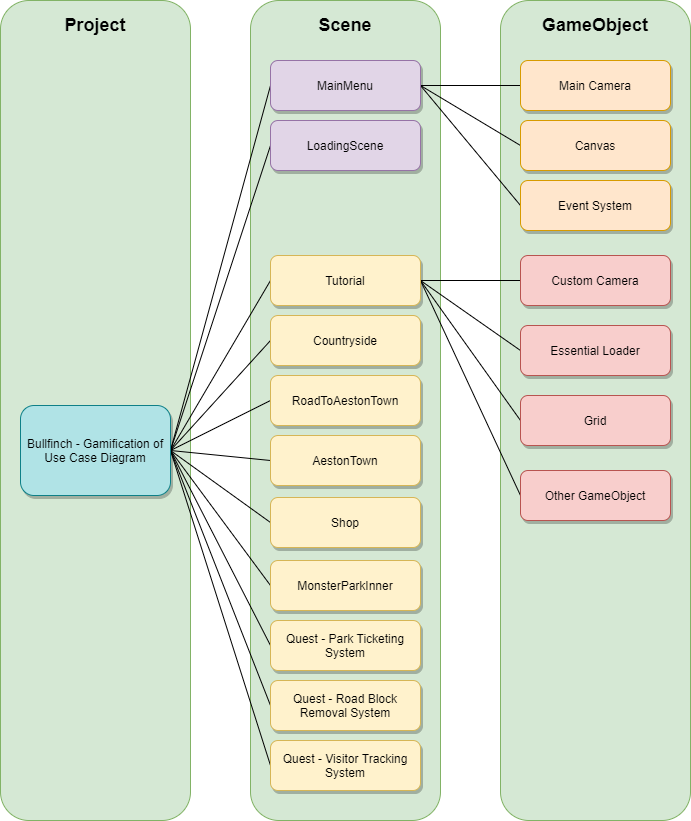 Project
Bullfinch - Gamification of
Use Case Diagram
Scene
MainMenu
LoadingScene
Tutorial
Countryside
RoadToAestonTown
AestonTown
Shop
MonsterParkInner
Quest - Park Ticketing
System
Quest - Road Block
Removal System
Quest - Visitor Tracking
System
GameObject
Main Camera
Canvas
Event System
Custom Camera
Essential Loader
Grid
Other GameObject